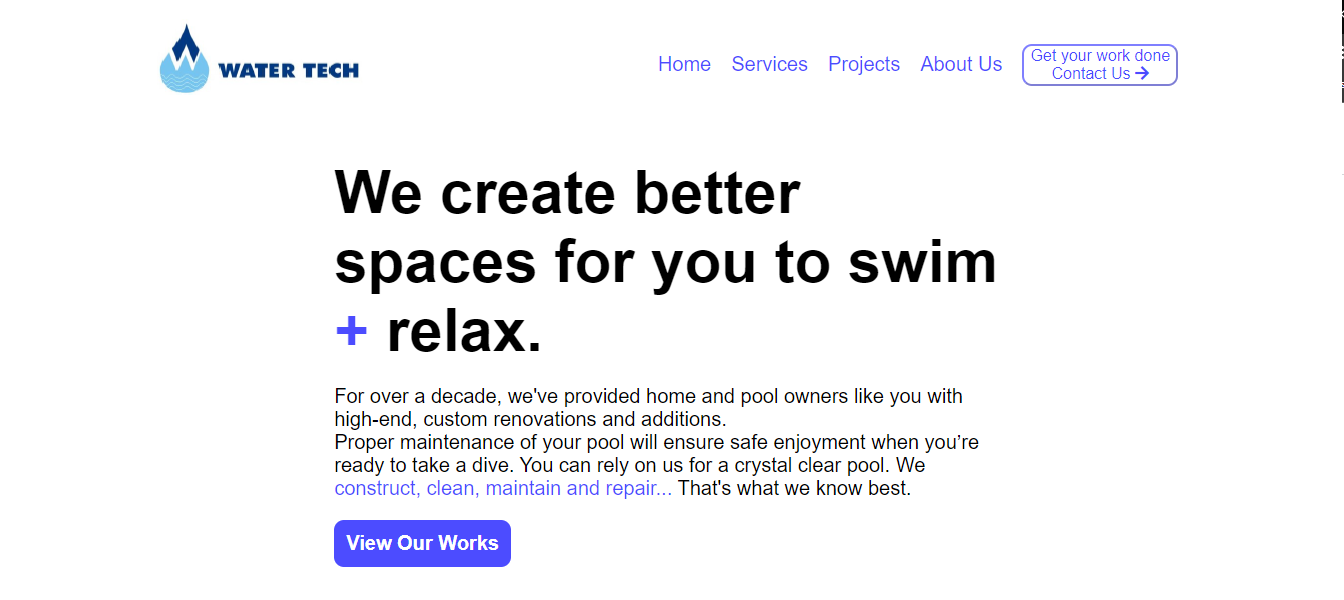 WATER TECH
Home Services Projects About Us
Get your work done
Contact Us →
We create better
spaces for you to swim
+ relax.
For over a decade, we've provided home and pool owners like you with
high-end, custom renovations and additions.
Proper maintenance of your pool will ensure safe enjoyment when you’re
ready to take a dive. You can rely on us for a crystal clear pool. We
construct, clean, maintain and repair... That's what we know best.
View Our Works